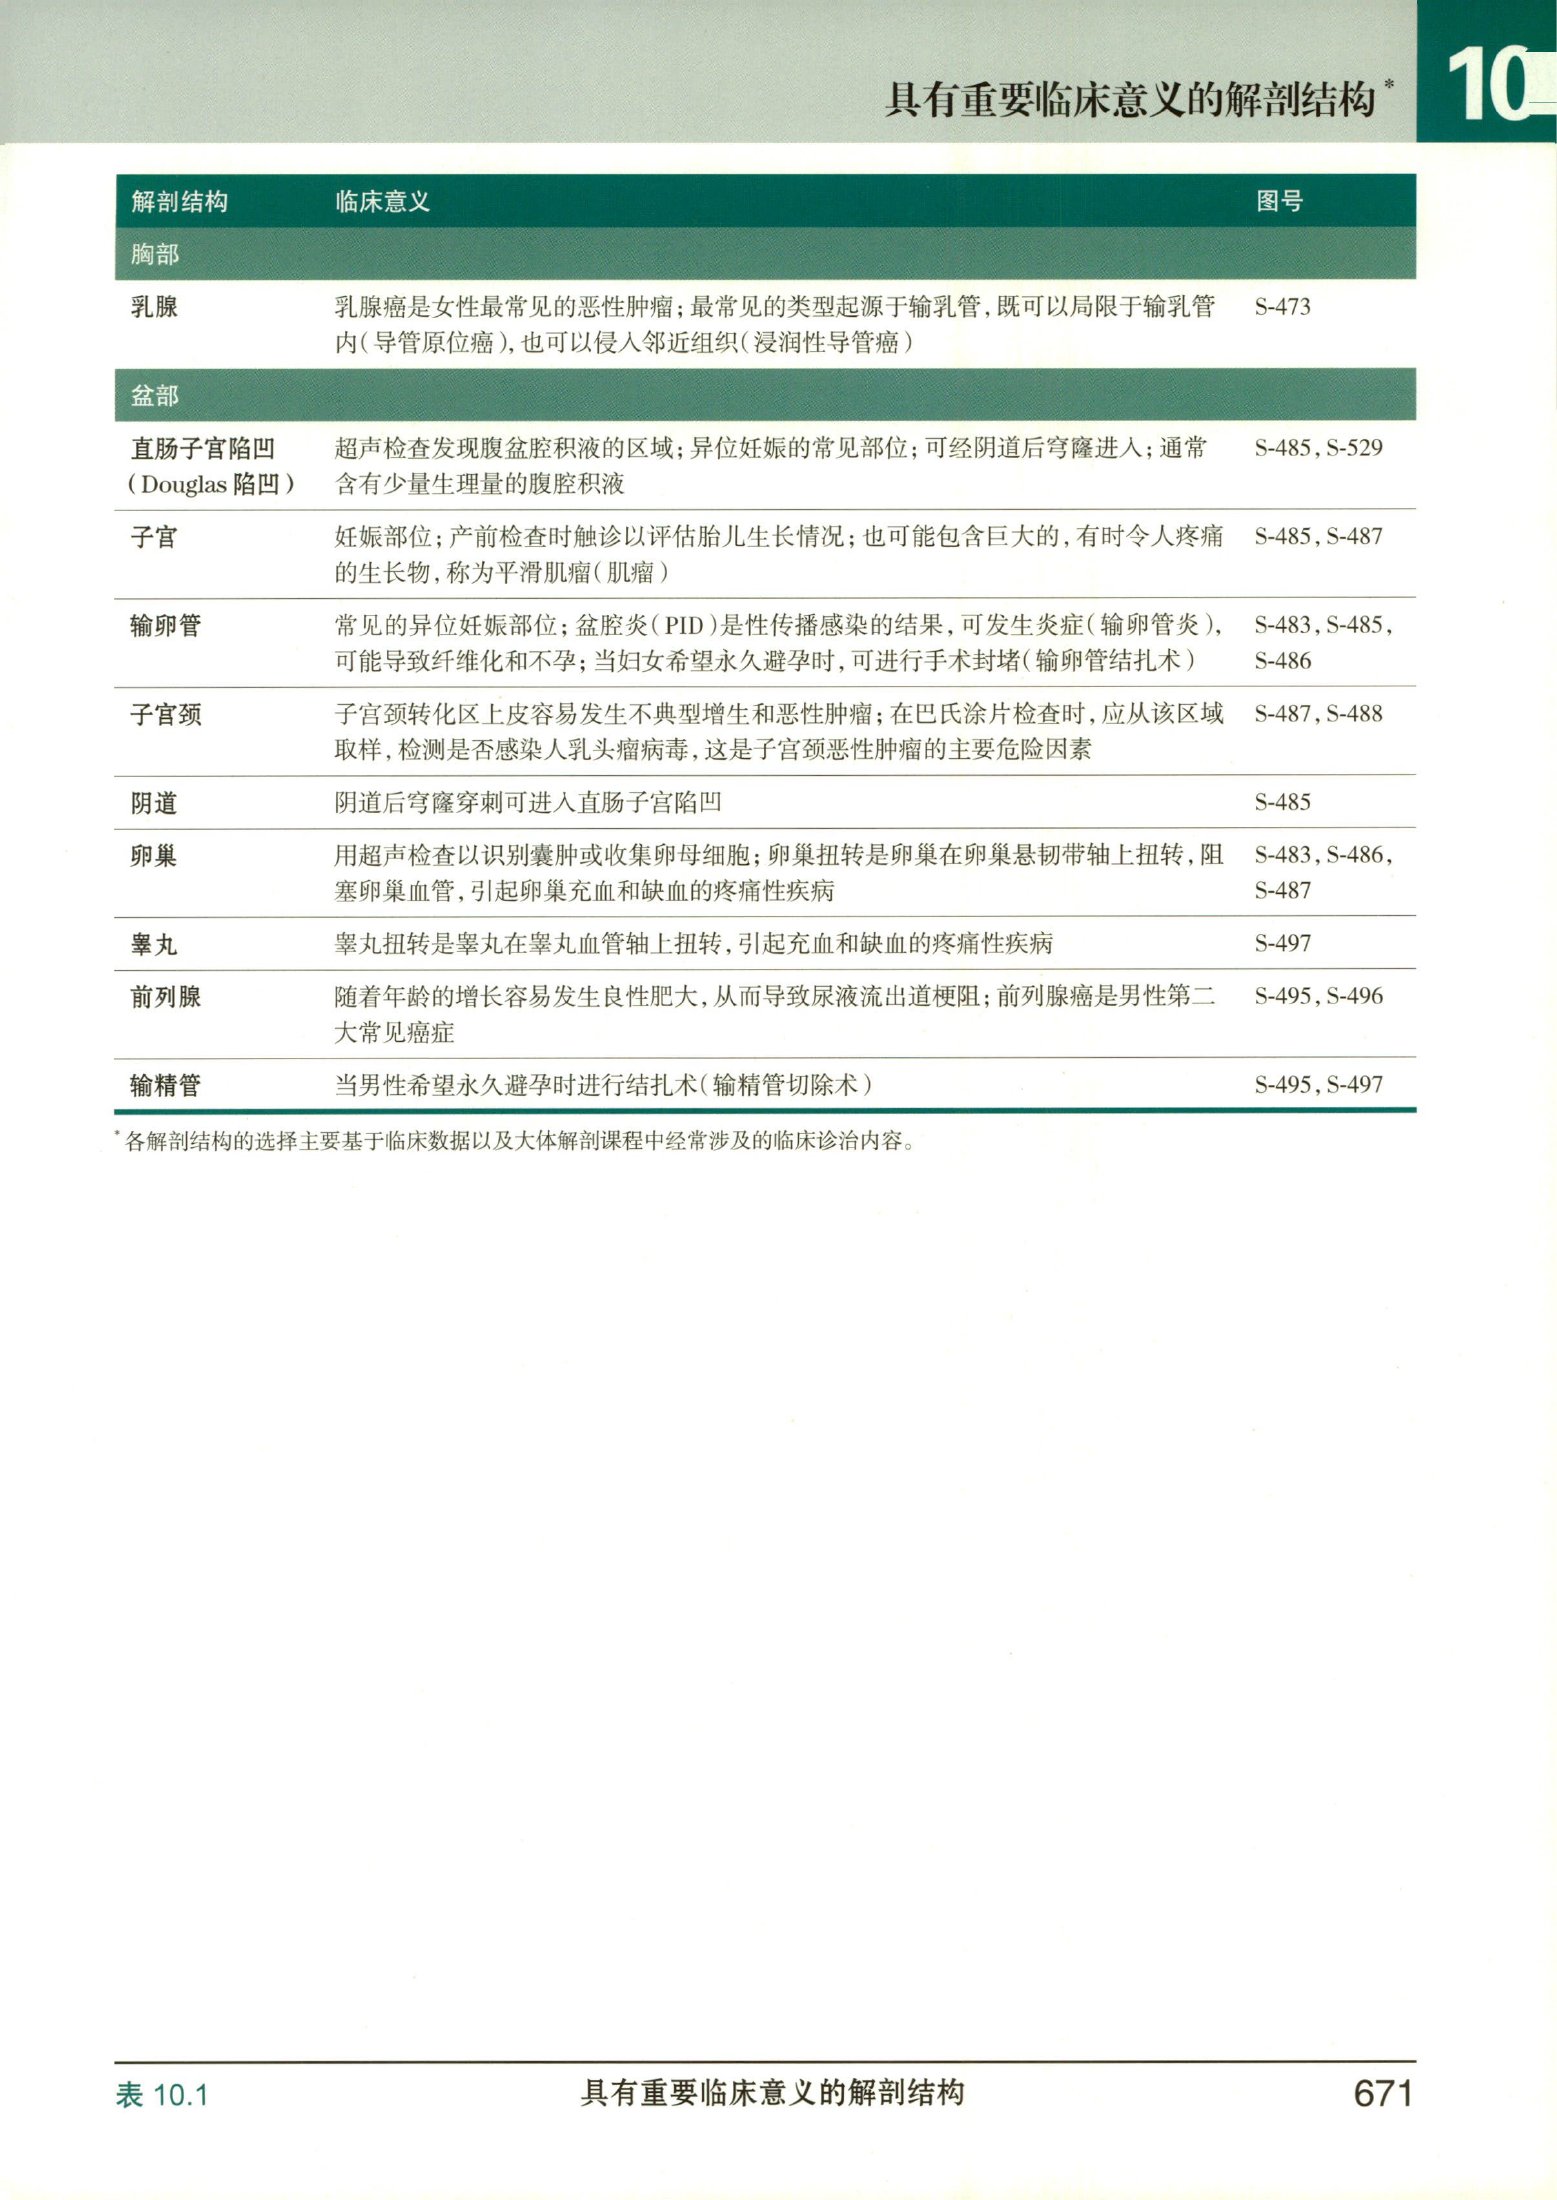 具有重要临床意义的解剖结构* 10
解剖结构 临床意义 图号
胸部
乳腺 乳腺癌是女性最常见的恶性肿瘤；最常见的类型起源于输乳管，既可以局限于输乳管 S-473
内（导管原位癌），也可以侵入邻近组织（浸润性导管癌）
盆部
直肠子宫陷凹 超声检查发现腹盆腔积液的区域；异位妊娠的常见部位；可经阴道后穹窿进入；通常 S-485，S-529
（Douglas 陷凹） 含有少量生理量的腹腔积液
子宫 妊娠部位；产前检查时触诊以评估胎儿生长情况；也可能包含巨大的，有时令人疼痛 S-485，S-487
的生长物，称为平滑肌瘤（肌瘤）
输卵管 常见的异位妊娠部位；盆腔炎（PID）是性传播感染的结果，可发生炎症（输卵管炎）， S-483，S-485，
可能导致纤维化和不孕；当妇女希望永久避孕时，可进行手术封堵（输卵管结扎术） S-486
子宫颈 子宫颈转化区上皮容易发生不典型增生和恶性肿瘤；在巴氏涂片检查时，应从该区域 S-487，S-488
取样，检测是否感染人乳头瘤病毒，这是子宫颈恶性肿瘤的主要危险因素
阴道 阴道后穹窿穿刺可进入直肠子宫陷凹 S-485
卵巢 用超声检查以识别囊肿或收集卵母细胞；卵巢扭转是卵巢在卵巢悬韧带轴上扭转，阻 S-483，S-486，
塞卵巢血管，引起卵巢充血和缺血的疼痛性疾病 S-487
睾丸 睾丸扭转是睾丸在睾丸血管轴上扭转，引起充血和缺血的疼痛性疾病 S-497
前列腺 随着年龄的增长容易发生良性肥大，从而导致尿液流出道梗阻；前列腺癌是男性第二 S-495，S-496
大常见癌症
输精管 当男性希望永久避孕时进行结扎术（输精管切除术） S-495，S-497
*各解剖结构的选择主要基于临床数据以及大体解剖课程中经常涉及的临床诊治内容。
表 10.1 具有重要临床意义的解剖结构 671